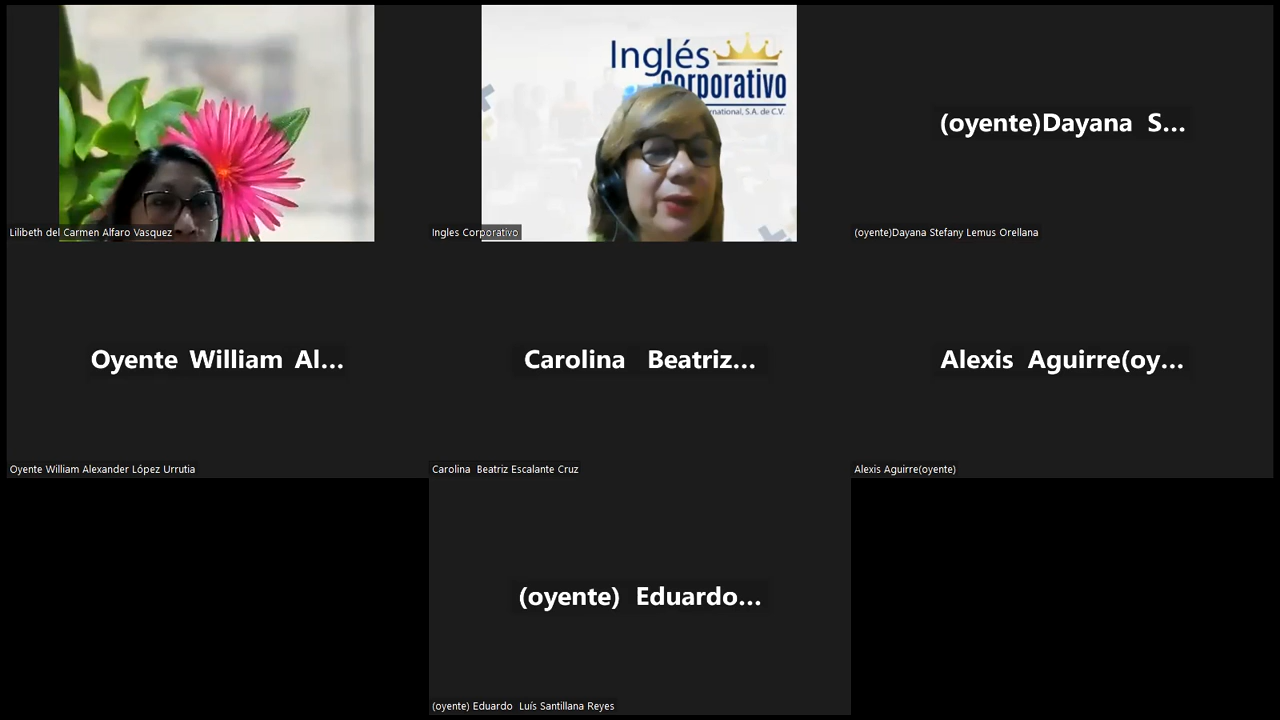 Inglés
Corporativo
national, S.A. de C.V.
(oyente)Dayana S...
Lilibeth del Carmen Alfaro Vasquez
Ingles Corporativo
(oyente)Dayana Stefany Lemus Orellana
Oyente William Al...
Carolina Beatriz...
Alexis Aguirre(oy...
Oyente William Alexander López Urrutia
Carolina Beatriz Escalante Cruz
Alexis Aguirre(oyente)
(oyente) Eduardo...
(oyente) Eduardo Luís Santillana Reyes